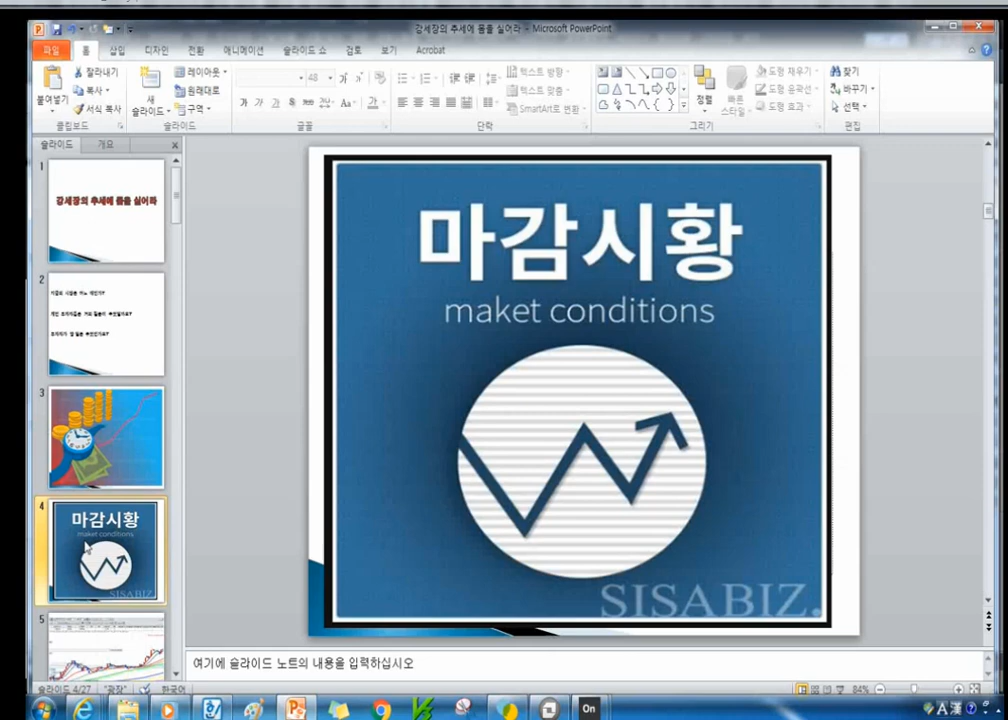 강세장의 추세에 몸을 실어라 - Microsoft PowerPoint
파일 홈 삽입 디자인 전환 애니메이션 슬라이드 쇼 검토 보기 Acrobat
붙여넣기
잘라내기
복사
서식 복사
클립보드
새 슬라이드
레이아웃
원래대로
구역
슬라이드
48
글꼴
텍스트 방향
텍스트 맞춤
SmartArt로 변환
단락
정렬
빠른 스타일
도형 채우기
도형 윤곽선
도형 효과
그리기
찾기
바꾸기
선택
편집
슬라이드 개요
1
강세장의 추세에 몸을 실어라
2
3
4
마감시황
maket conditions
SISABIZ.
5
마감시황
maket conditions
SISABIZ.
여기에 슬라이드 노트의 내용을 입력하십시오
슬라이드 4/27 "광장" 한국어 84%
On
A 漢